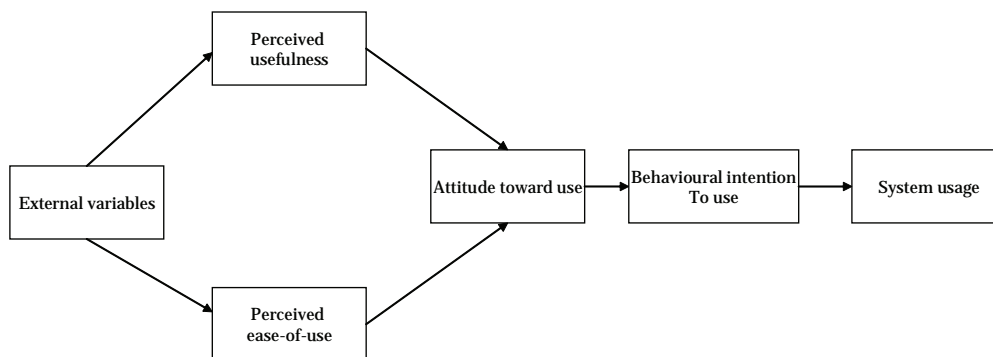 Perceived
usefulness
External variables
Attitude toward use
Behavioural intention
To use
System usage
Perceived
ease-of-use